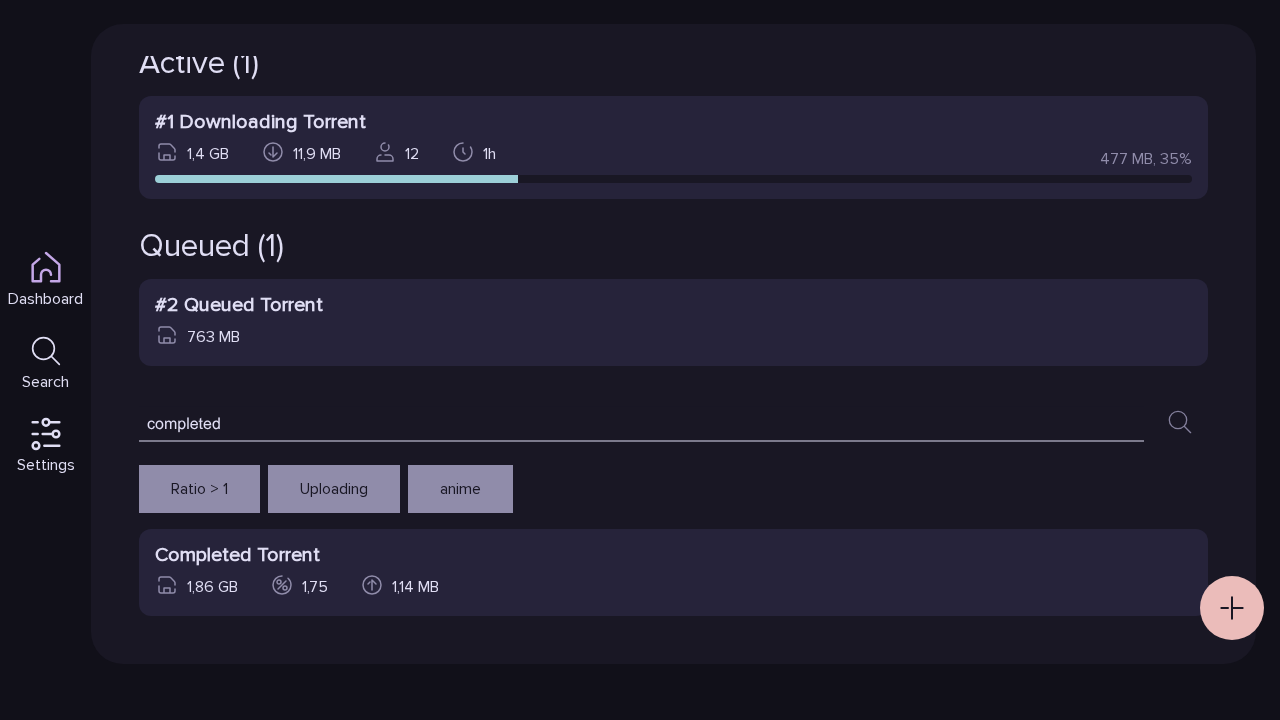 Active (1)
#1 Downloading Torrent
1,4 GB 11,9 MB 12 1h
477 MB, 35%
Queued (1)
#2 Queued Torrent
763 MB
Dashboard
Search
Settings
completed
Ratio > 1 Uploading anime
Completed Torrent
1,86 GB 1,75 1,14 MB